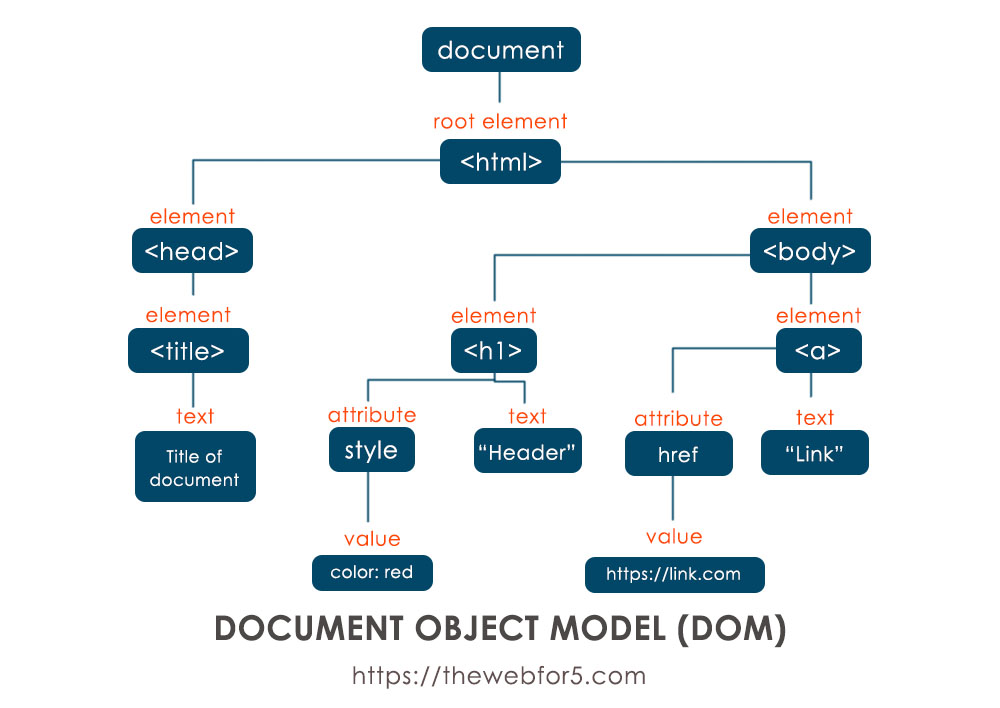 document
root element
<html>
element
element
<head>
<body>
element
element
element
<title>
<h1>
<a>
text
attribute
text
attribute
text
Title of
document
style
“Header”
href
“Link”
value
value
color: red
https://link.com
DOCUMENT OBJECT MODEL (DOM)
https://thewebfor5.com